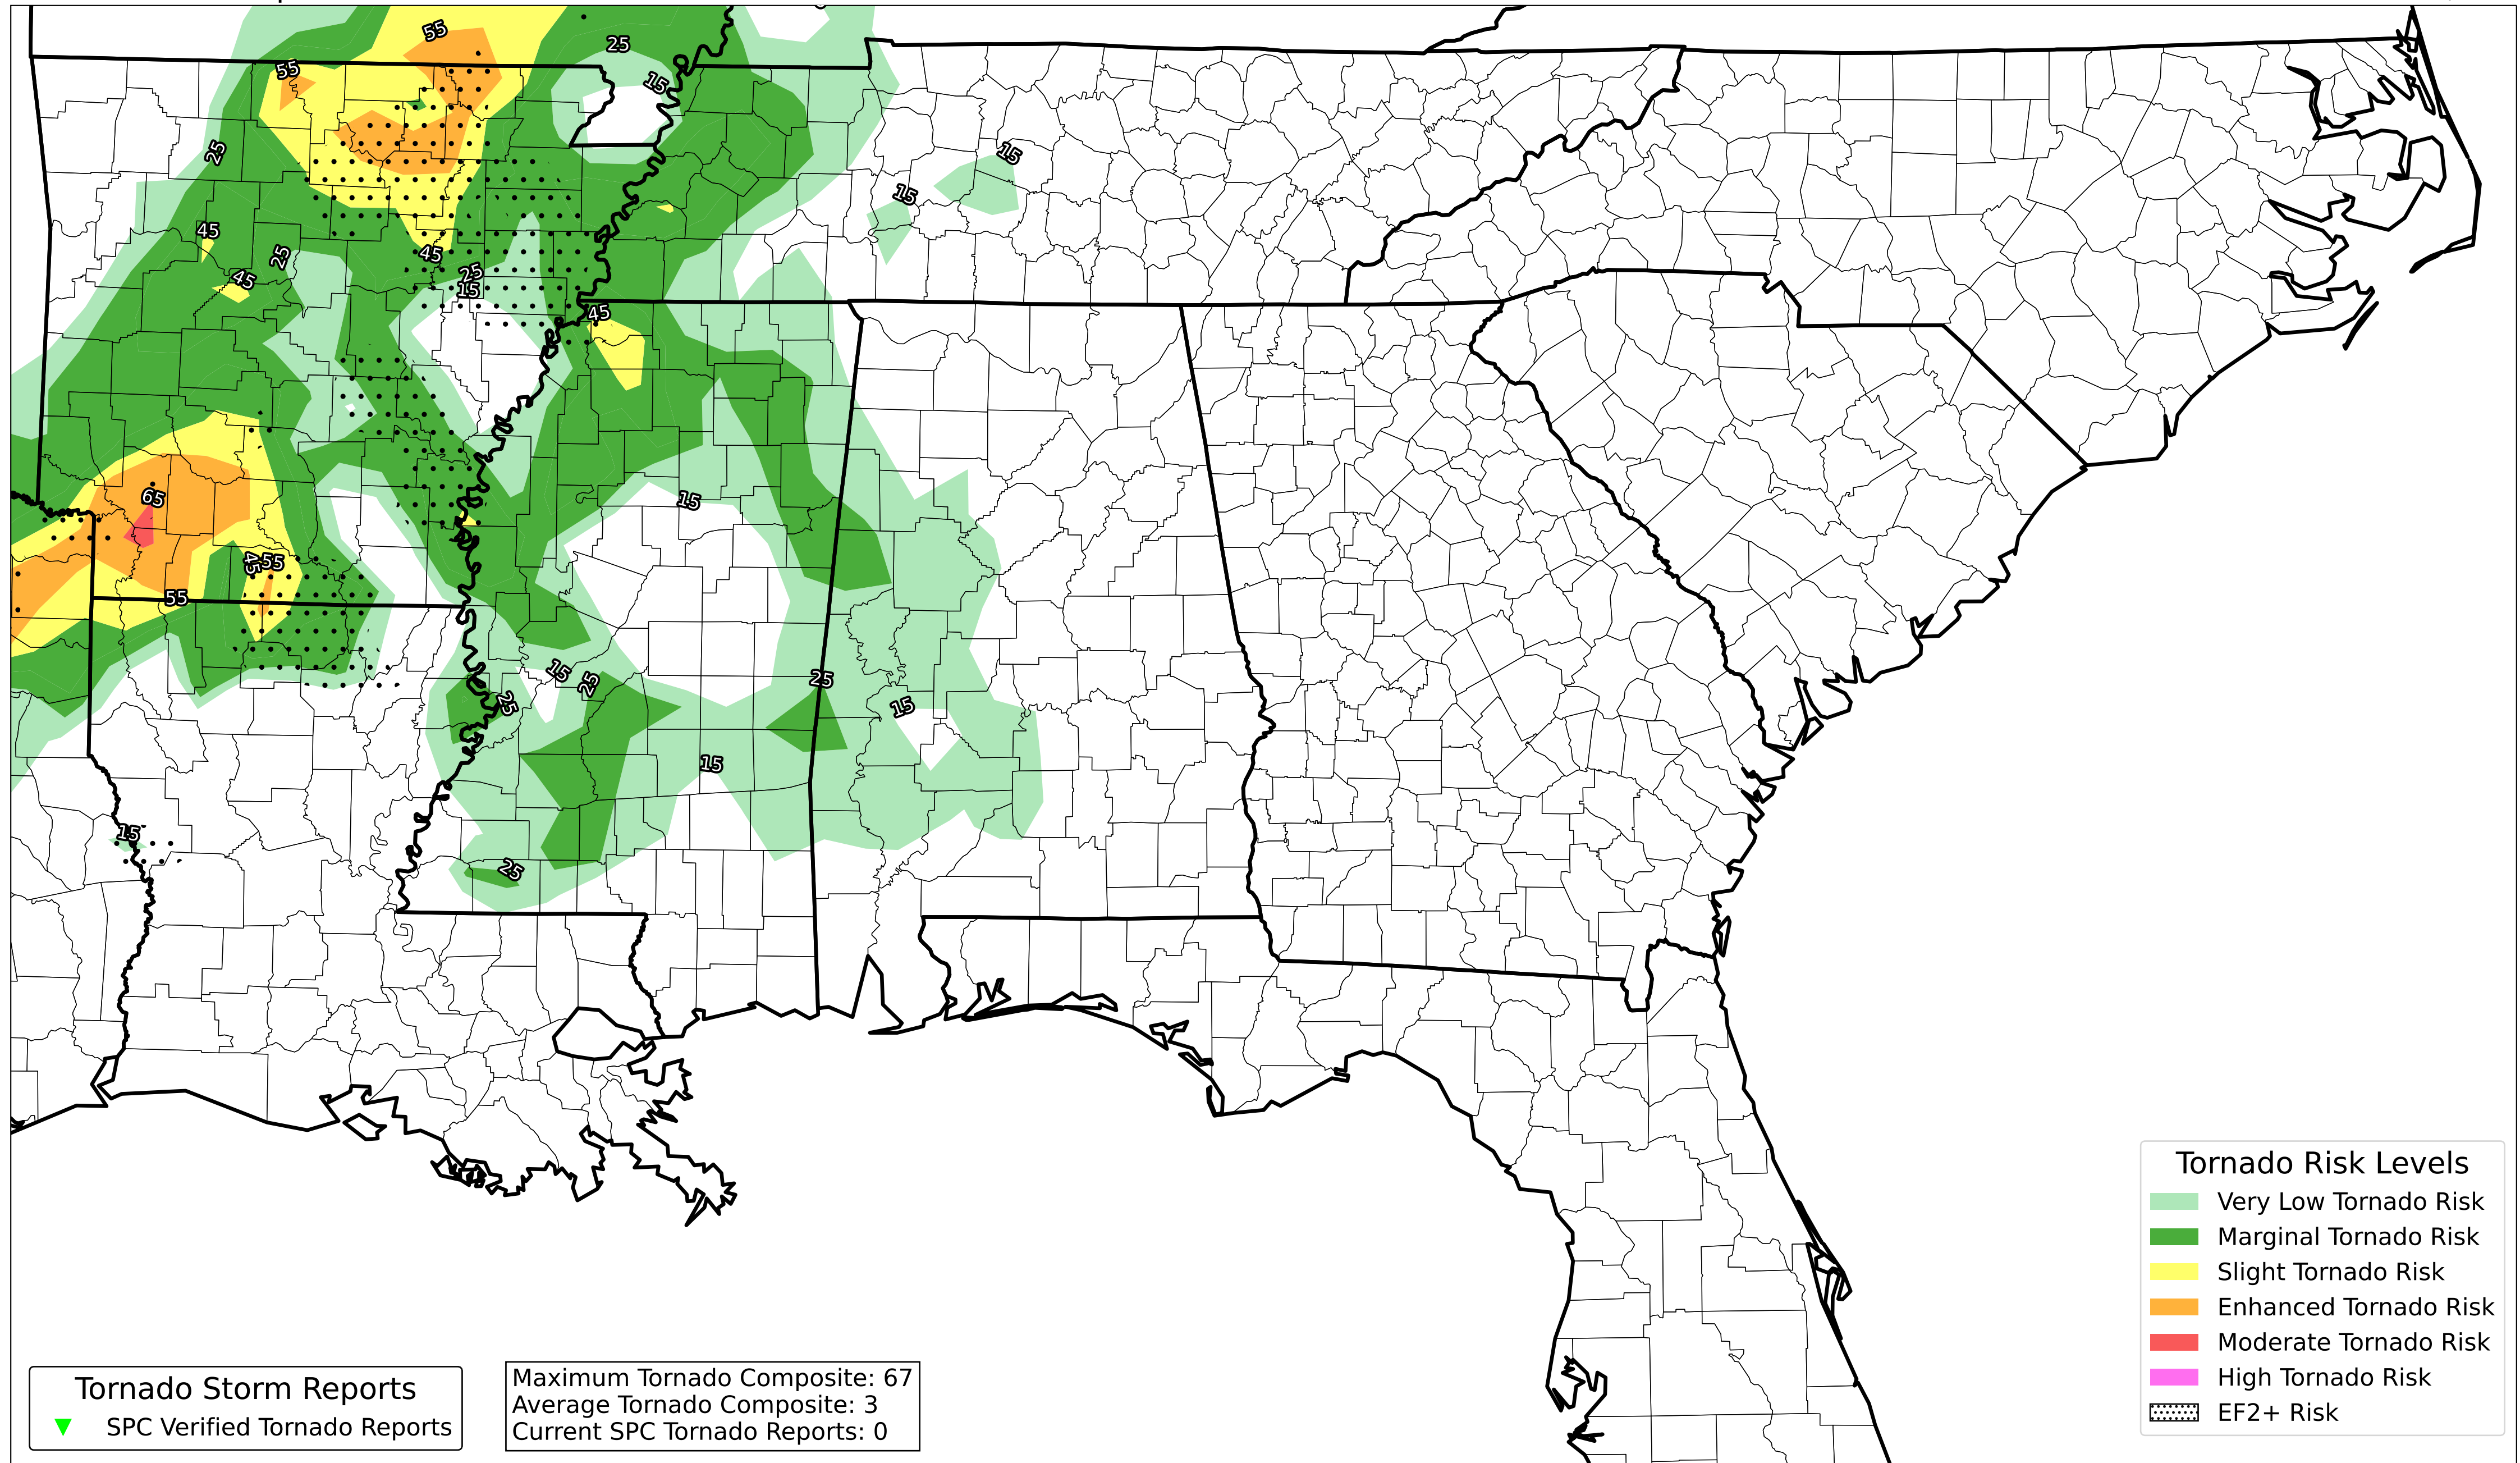 55
25
55
15
25
15
15
45
25
45
45
25
15
45
65
15
45
55
55
15
25
25
25
15
15
15
25
Tornado Risk Levels
Very Low Tornado Risk
Marginal Tornado Risk
Slight Tornado Risk
Enhanced Tornado Risk
Moderate Tornado Risk
High Tornado Risk
EF2+ Risk
Tornado Storm Reports
SPC Verified Tornado Reports
Maximum Tornado Composite: 67
Average Tornado Composite: 3
Current SPC Tornado Reports: 0